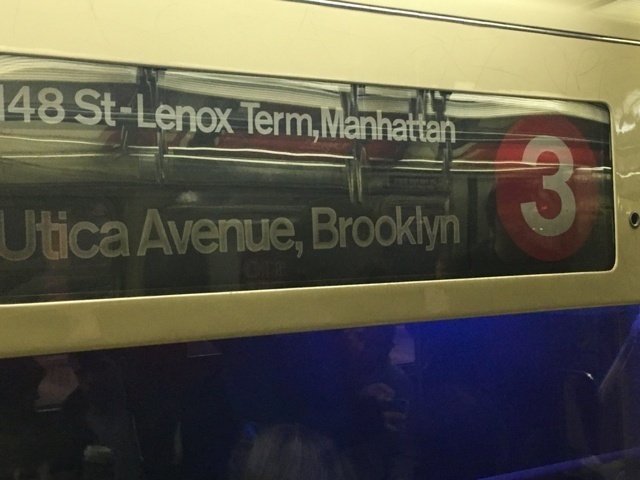 148 St-Lenox Term, Manhattan
Utica Avenue, Brooklyn
3